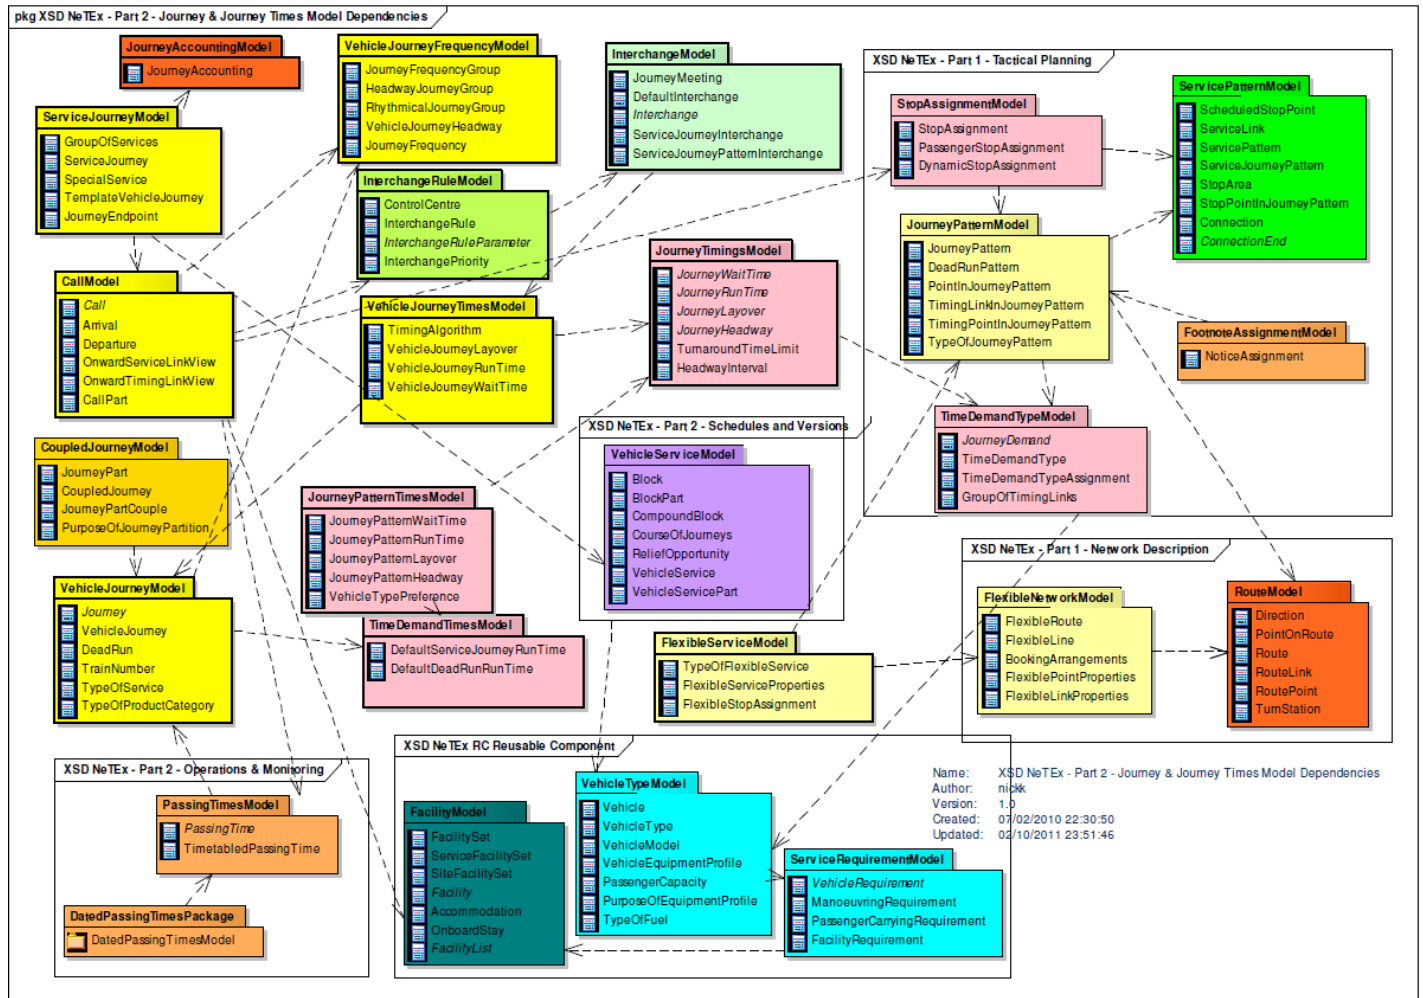 pkg XSD NeTEx - Part 2 - Journey & Journey Times Model Dependencies
JourneyAccountingModel
JourneyAccounting
VehicleJourneyFrequencyModel
JourneyFrequencyGroup
HeadwayJourneyGroup
RhythmicalJourneyGroup
VehicleJourneyHeadway
JourneyFrequency
InterchangeModel
JourneyMeeting
DefaultInterchange
Interchange
ServiceJourneyInterchange
ServiceJourneyPatternInterchange
XSD NeTEx - Part 1 - Tactical Planning
StopAssignmentModel
StopAssignment
PassengerStopAssignment
DynamicStopAssignment
ServicePatternModel
ScheduledStopPoint
ServiceLink
ServicePattern
ServiceJourneyPattern
StopArea
StopPointInJourneyPattern
Connection
ConnectionEnd
ServiceJourneyModel
GroupOfServices
ServiceJourney
SpecialService
TemplateVehicleJourney
JourneyEndpoint
InterchangeRuleModel
ControlCentre
InterchangeRule
InterchangeRuleParameter
InterchangePriority
JourneyPatternModel
JourneyPattern
DeadRunPattern
PointInJourneyPattern
TimingLinkInJourneyPattern
TimingPointInJourneyPattern
TypeOfJourneyPattern
JourneyTimingsModel
JourneyWaitTime
JourneyRunTime
JourneyLayover
JourneyHeadway
TurnaroundTimeLimit
HeadwayInterval
CallModel
Call
Arrival
Departure
OnwardServiceLinkView
OnwardTimingLinkView
CallPart
VehicleJourneyTimesModel
TimingAlgorithm
VehicleJourneyLayover
VehicleJourneyRunTime
VehicleJourneyWaitTime
FootnoteAssignmentModel
NoticeAssignment
TimeDemandTypeModel
JourneyDemand
TimeDemandType
TimeDemandTypeAssignment
GroupOfTimingLinks
XSD NeTEx - Part 2 - Schedules and Versions
VehicleServiceModel
Block
BlockPart
CompoundBlock
CourseOfJourneys
ReliefOpportunity
VehicleService
VehicleServicePart
CoupledJourneyModel
JourneyPart
CoupledJourney
JourneyPartCouple
PurposeOfJourneyPartition
JourneyPatternTimesModel
JourneyPatternWaitTime
JourneyPatternRunTime
JourneyPatternLayover
JourneyPatternHeadway
VehicleTypePreference
XSD NeTEx - Part 1 - Network Description
FlexibleNetworkModel
FlexibleRoute
FlexibleLine
BookingArrangements
FlexiblePointProperties
FlexibleLinkProperties
RouteModel
Direction
PointOnRoute
Route
RouteLink
RoutePoint
TurnStation
VehicleJourneyModel
Journey
VehicleJourney
DeadRun
TrainNumber
TypeOfService
TypeOfProductCategory
TimeDemandTimesModel
DefaultServiceJourneyRunTime
DefaultDeadRunRunTime
FlexibleServiceModel
TypeOfFlexibleService
FlexibleServiceProperties
FlexibleStopAssignment
XSD NeTEx - Part 2 - Operations & Monitoring
PassingTimesModel
PassingTime
TimetabledPassingTime
DatedPassingTimesPackage
DatedPassingTimesModel
XSD NeTEx RC Reusable Component
FacilityModel
FacilitySet
ServiceFacilitySet
SiteFacilitySet
Facility
Accommodation
OnboardStay
FacilityList
VehicleTypeModel
Vehicle
VehicleType
VehicleModel
VehicleEquipmentProfile
PassengerCapacity
PurposeOfEquipmentProfile
TypeOfFuel
ServiceRequirementModel
VehicleRequirement
ManoeuvringRequirement
PassengerCarryingRequirement
FacilityRequirement
Name: XSD NeTEx - Part 2 - Journey & Journey Times Model Dependencies
Author: nickk
Version: 1.0
Created: 07/02/2010 22:30:50
Updated: 02/10/2011 23:51:46